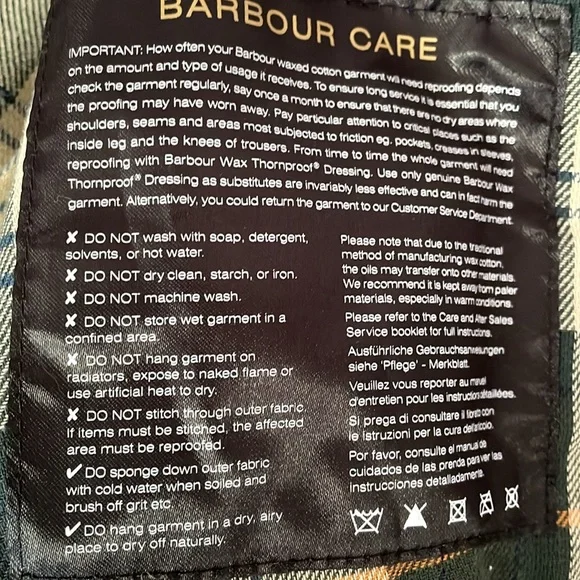 BARBOUR CARE
IMPORTANT: How often your Barbour waxed cotton garment will need reproofing depends
on the amount and type of usage it receives. To ensure long service it is essential that you
check the garment regularly, say once a month to ensure that there are no dry areas where
the proofing may have worn away. Pay particular attention to critical places such as the
shoulders, seams and areas most subjected to friction eg. pockets, creases in sleeves,
inside leg and the knees of trousers. From time to time the whole garment will need
reproofing with Barbour Wax Thornproof® Dressing. Use only genuine Barbour Wax
Thornproof® Dressing as substitutes are invariably less effective and can in fact harm the
garment. Alternatively, you could return the garment to our Customer Service Department.
✘ DO NOT wash with soap, detergent,
solvents, or hot water.
✘ DO NOT dry clean, starch, or iron.
✘ DO NOT machine wash.
✘ DO NOT store wet garment in a
confined area.
✘ DO NOT hang garment on
radiators, expose to naked flame or
use artificial heat to dry.
✘ DO NOT stitch through outer fabric.
If items must be stitched, the affected
area must be reproofed.
✔ DO sponge down outer fabric
with cold water when soiled and
brush off grit etc.
✔ DO hang garment in a dry, airy
place to dry off naturally.
Please note that due to the traditional
method of manufacturing wax cotton,
the oils may transfer onto other materials.
We recommend it is kept away from paler
materials, especially in warm conditions.
Please refer to the Care and After Sales
Service booklet for full instructions.
Ausführliche Gebrauchsanweisungen
siehe 'Pflege' - Merkblatt.
Veuillez vous reporter au manuel
d'entretien pour les instructions détaillées.
Si prega di consultare il libretto con
le istruzioni per la cura dell'articolo.
Por favor, consulte el manual de
cuidados de las prendas para ver las
instrucciones detalladamente.